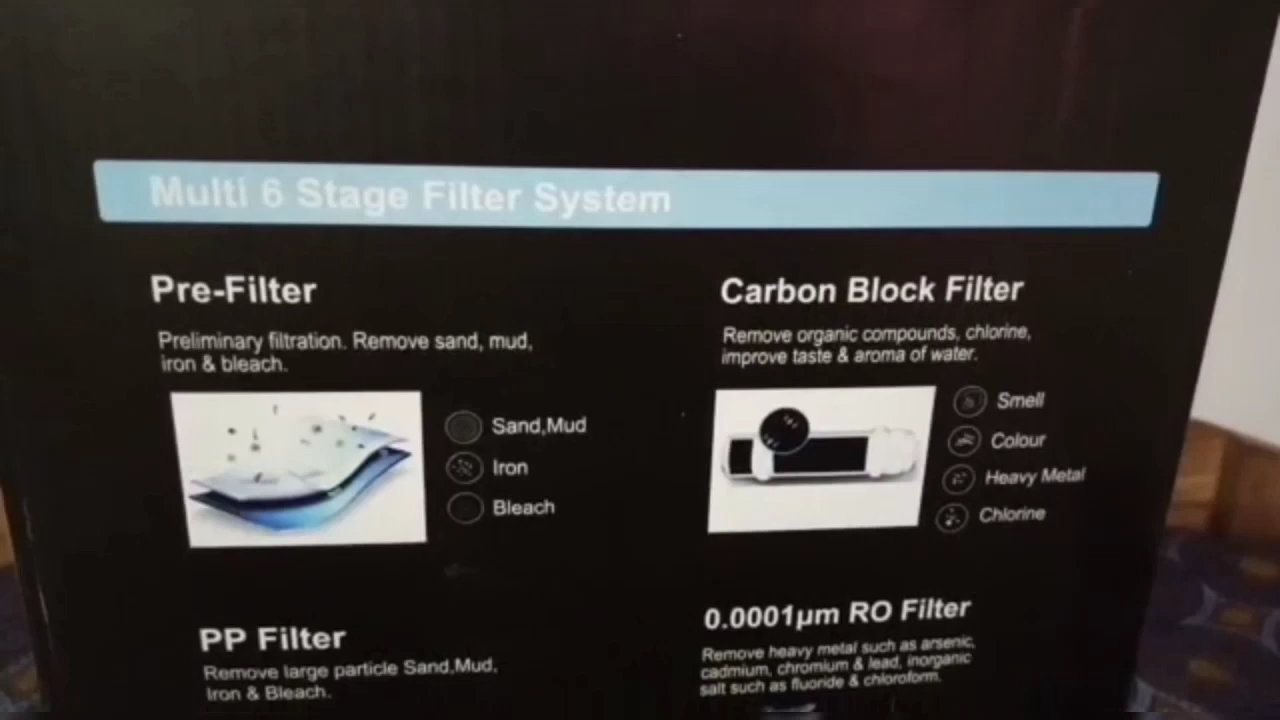 Multi 6 Stage Filter System
Pre-Filter
Preliminary filtration. Remove sand, mud,
iron & bleach.
Sand,Mud
Iron
Bleach
Carbon Block Filter
Remove organic compounds, chlorine,
improve taste & aroma of water.
Smell
Colour
Heavy Metal
Chlorine
PP Filter
Remove large particle Sand,Mud,
Iron & Bleach.
0.0001µm RO Filter
Remove heavy metal such as arsenic,
cadmium, chromium & lead, inorganic
salt such as fluoride & chloroform.